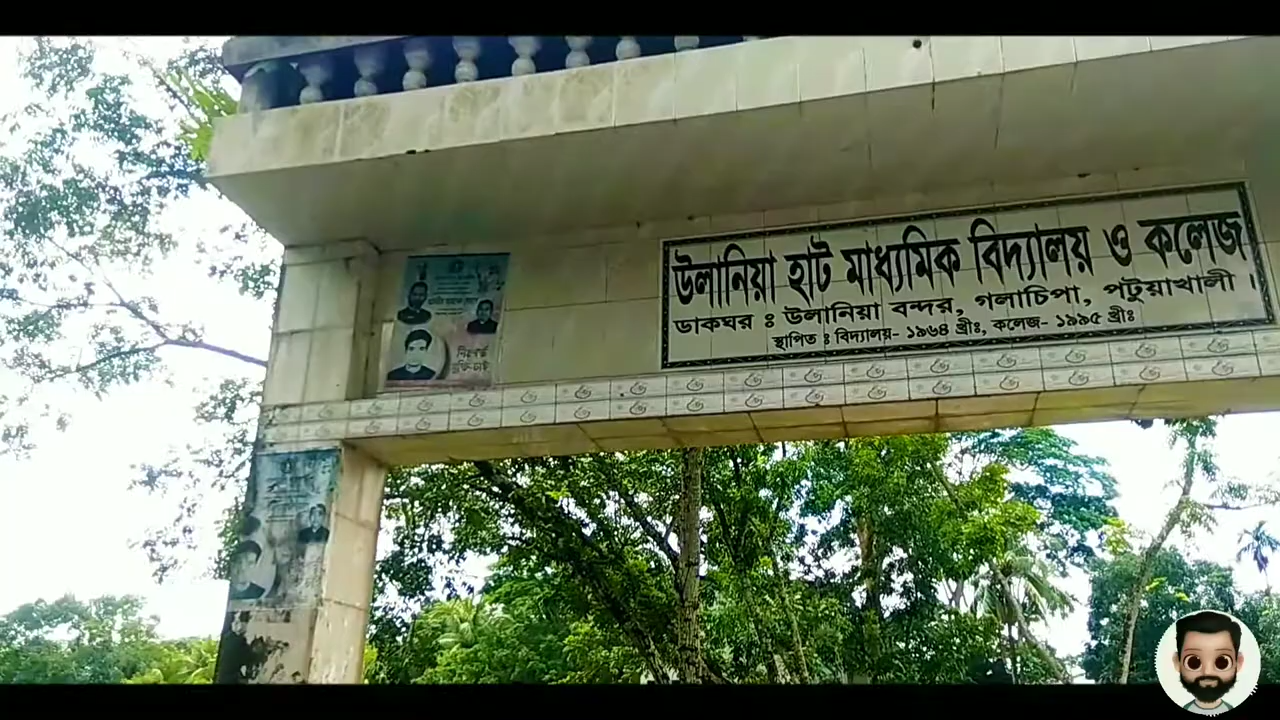 উলানিয়া হাট মাধ্যমিক বিদ্যালয় ও কলেজ
ডাকঘর ঃ উলানিয়া বন্দর, গলাচিপা, পটুয়াখালী।
স্থাপিত ঃ বিদ্যালয়- ১৯৬৪ খ্রীঃ, কলেজ- ১৯৯৫ খ্রীঃ